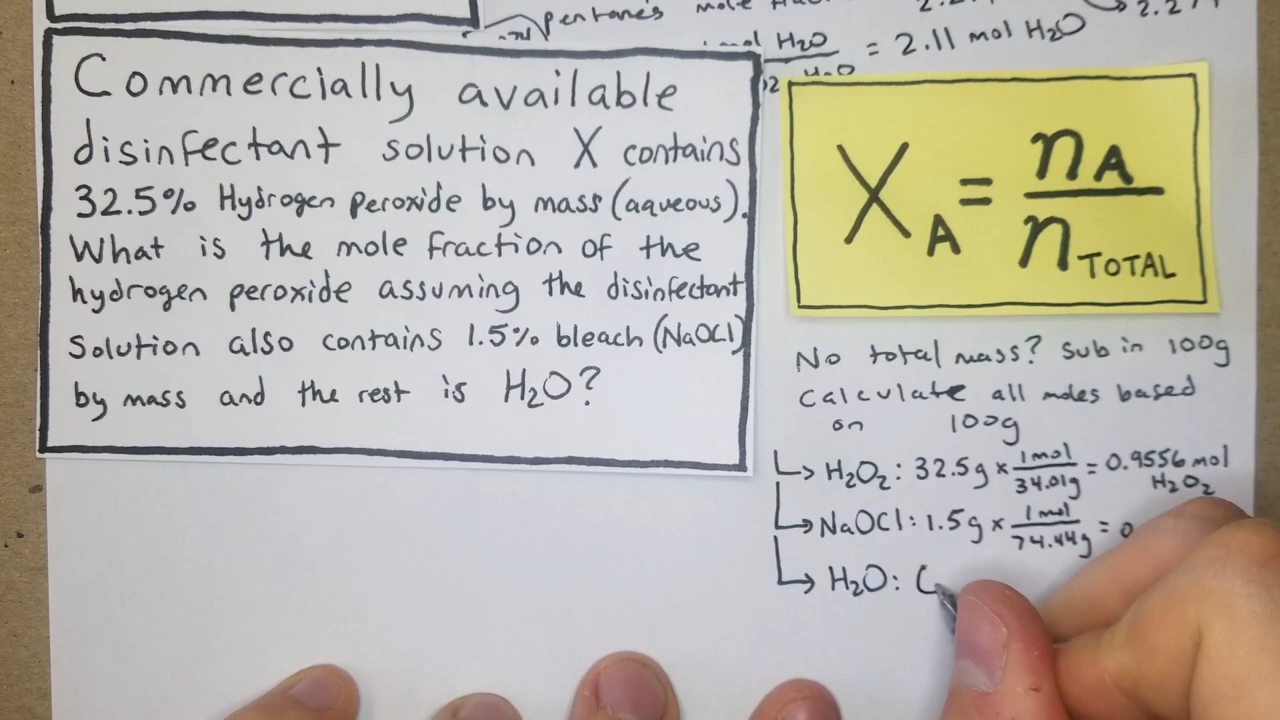 pentane's mole
H2O = 2.11 mol H2O
Commercially available
disinfectant solution X contains
32.5% Hydrogen peroxide by mass (aqueous).
What is the mole fraction of the
hydrogen peroxide assuming the disinfectant
Solution also contains 1.5% bleach (NaOCl)
by mass and the rest is H2O?
XA = nA
nTOTAL
No total mass? Sub in 100g
Calculate all moles based
on 100g
↳ H2O2: 32.5g × 1mol/34.01g = 0.9556 mol
H2O2
↳ NaOCl: 1.5g × 1mol/74.44g = 0
↳ H2O: (